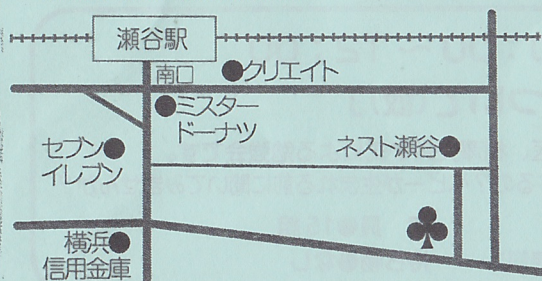 瀬谷駅
南口
●クリエイト
●ミスター
ドーナツ
セブン●
イレブン
ネスト瀬谷●
横浜●
信用金庫